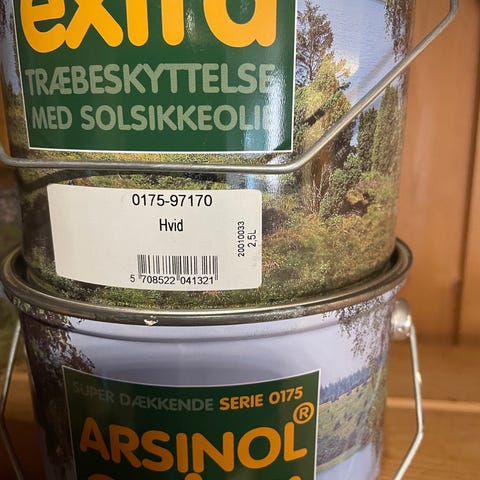 extra
TRÆBESKYTTELSE
MED SOLSIKKEOLIE
0175-97170
Hvid
20010033
2,5L
5 708522 041321
SUPER DÆKKENDE SERIE 0175
ARSINOL®